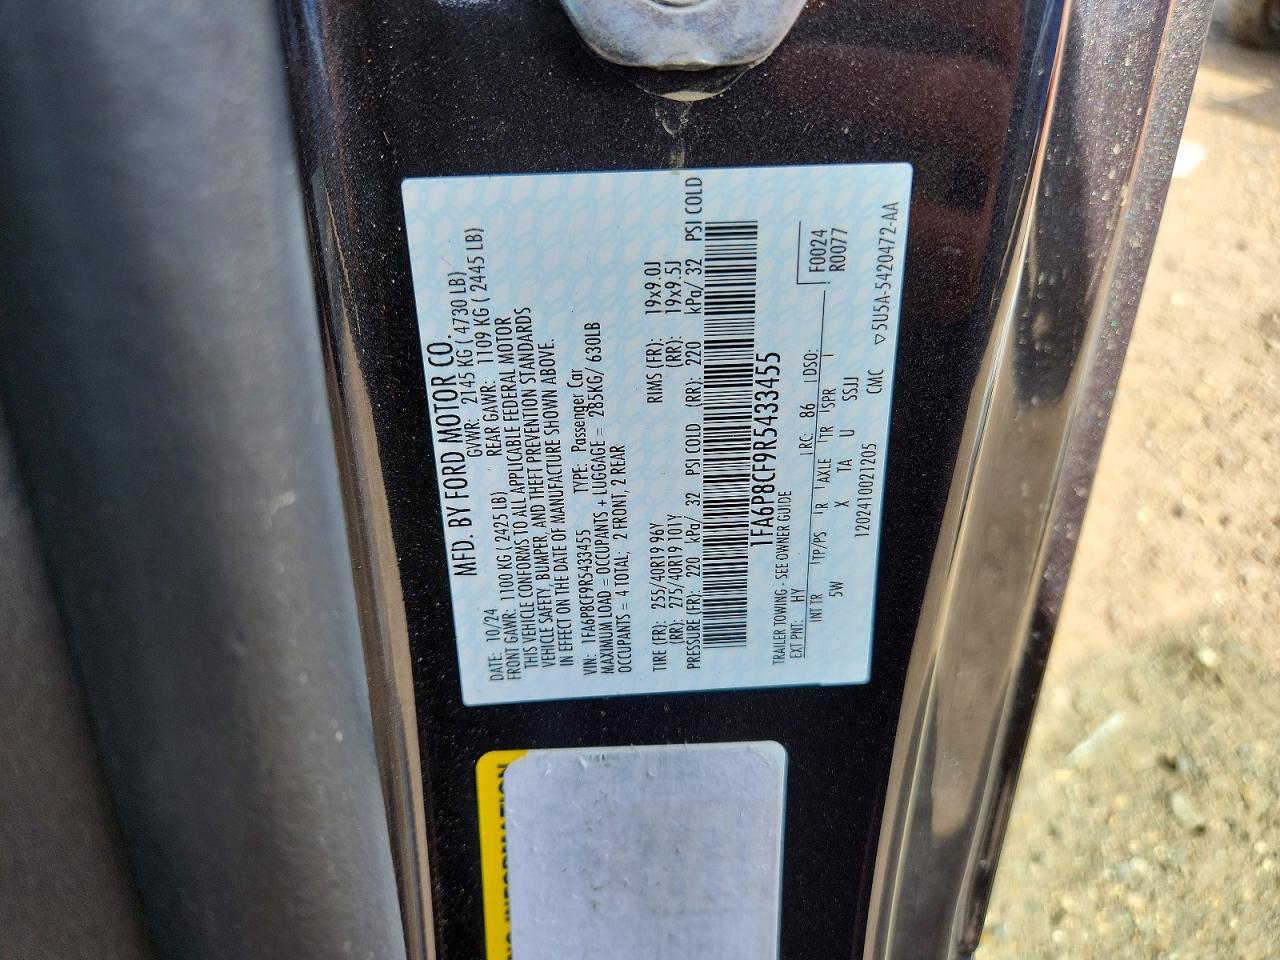 MFD. BY FORD MOTOR CO.
DATE: 10/24 GVWR: 2145 KG ( 4730 LB)
FRONT GAWR: 1100 KG ( 2425 LB) REAR GAWR: 1109 KG ( 2445 LB)
THIS VEHICLE CONFORMS TO ALL APPLICABLE FEDERAL MOTOR
VEHICLE SAFETY, BUMPER, AND THEFT PREVENTION STANDARDS
IN EFFECT ON THE DATE OF MANUFACTURE SHOWN ABOVE.
VIN: 1FA6P8CF9R5433455 TYPE: Passenger Car
MAXIMUM LOAD = OCCUPANTS + LUGGAGE = 285KG/ 630LB
OCCUPANTS = 4 TOTAL; 2 FRONT, 2 REAR
TIRE (FR): 255/40R19 96Y RIMS (FR): 19x9.0J
(RR): 275/40R19 101Y (RR): 19x9.5J
PRESSURE (FR): 220 kPa/ 32 PSI COLD (RR): 220 kPa/ 32 PSI COLD
1FA6P8CF9R5433455
TRAILER TOWING - SEE OWNER GUIDE
F0024
R0077
EXT PNT: HY RC: 86 DSO:
INT TR TP/PS R AXLE TR SPR
5W X TA U SSJJ
1202410021205 CMC ▽5U5A-5420472-AA
INFORMATION